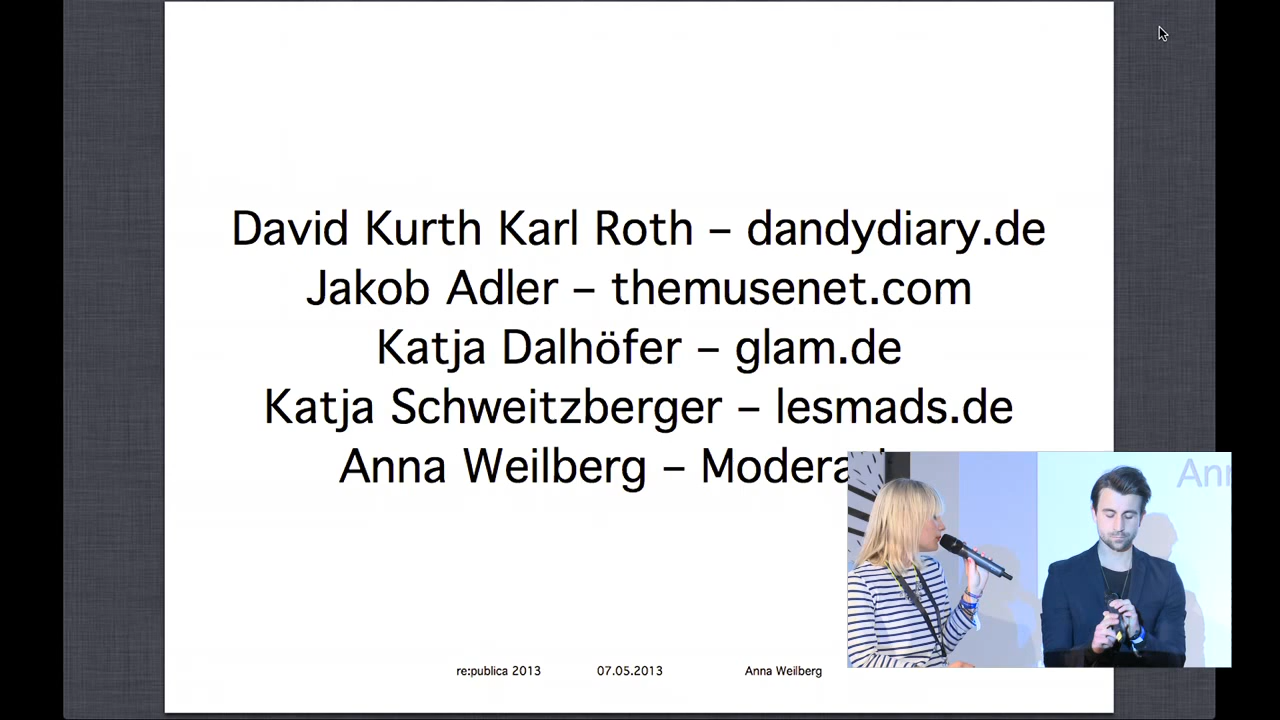 David Kurth Karl Roth – dandydiary.de
Jakob Adler – themusenet.com
Katja Dalhöfer – glam.de
Katja Schweitzberger – lesmads.de
Anna Weilberg –
re:publica 2013 07.05.2013 Anna Weilberg